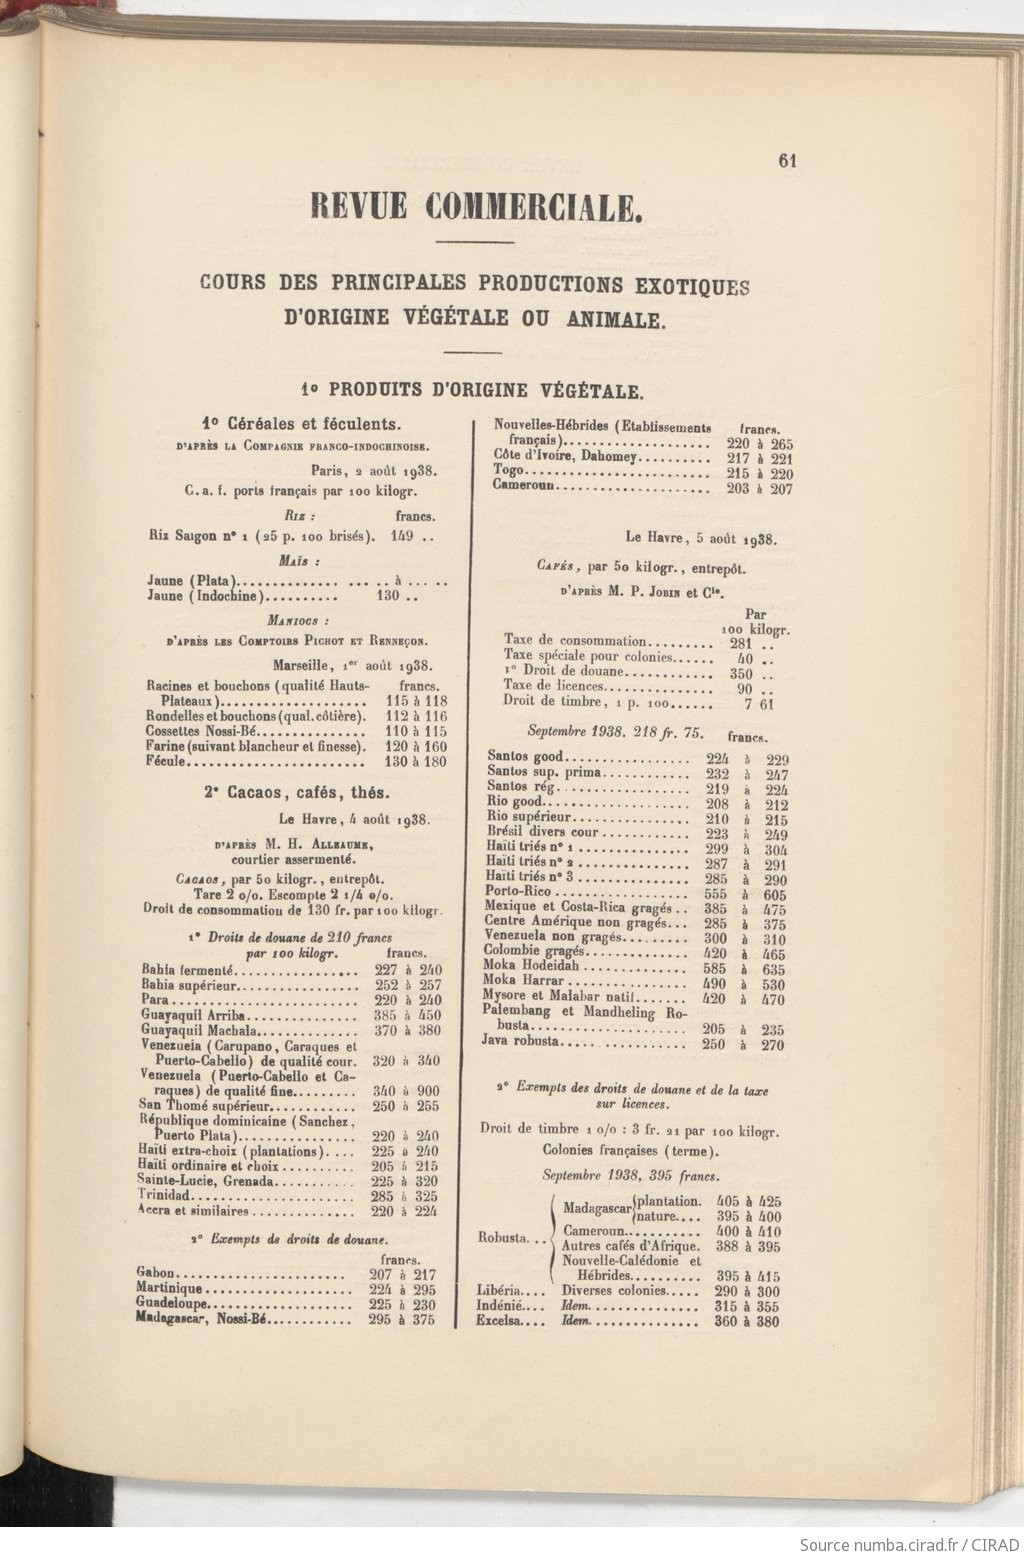 61
REVUE COMMERCIALE.
COURS DES PRINCIPALES PRODUCTIONS EXOTIQUES
D'ORIGINE VÉGÉTALE OU ANIMALE.
1º PRODUITS D'ORIGINE VÉGÉTALE.
1º Céréales et féculents.
D'APRÈS LA COMPAGNIE FRANCO-INDOCHINOISE.
Paris, 2 août 1938.
C. a. f. ports français par 100 kilogr.
RIZ : francs.
Riz Saïgon nº 1 (25 p. 100 brisés). 149 ..
MAÏS :
Jaune (Plata).............. ... .. à ... ..
Jaune (Indochine).......... 130 ..
MANIOCS :
D'APRÈS LES COMPTOIRS PICHOT ET RENNEÇON.
Marseille, 1er août 1938.
Racines et bouchons (qualité Hauts- francs.
Plateaux)................... 115 à 118
Rondelles et bouchons (qual. côtière). 112 à 116
Cossettes Nossi-Bé.............. 110 à 115
Farine (suivant blancheur et finesse). 120 à 160
Fécule....................... 130 à 180
2º Cacaos, cafés, thés.
Le Havre, 4 août 1938.
D'APRÈS M. H. ALLEAUME,
courtier assermenté.
CACAOS, par 50 kilogr., entrepôt.
Tare 2 o/o. Escompte 2 1/4 o/o.
Droit de consommation de 130 fr. par 100 kilogr.
1º Droits de douane de 210 francs
par 100 kilogr. francs.
Bahia fermenté................ 227 à 240
Bahia supérieur................ 252 à 257
Para........................ 220 à 240
Guayaquil Arriba............... 385 à 450
Guayaquil Machala............. 370 à 380
Venezuela (Carupano, Caraques et
Puerto-Cabello) de qualité cour. 320 à 340
Venezuela (Puerto-Cabello et Ca-
raques) de qualité fine......... 340 à 900
San Thomé supérieur............ 250 à 255
République dominicaine (Sanchez,
Puerto Plata)................ 220 à 240
Haïti extra-choix (plantations).... 225 à 240
Haïti ordinaire et choix .......... 205 à 215
Sainte-Lucie, Grenada........... 225 à 320
Trinidad...................... 285 à 325
Accra et similaires .............. 220 à 224
2º Exempts de droits de douane.
francs.
Gabon....................... 207 à 217
Martinique.................... 224 à 295
Guadeloupe................... 225 à 230
Madagascar, Nossi-Bé............ 295 à 375
Nouvelles-Hébrides (Etablissements francs.
français).................... 220 à 265
Côte d'Ivoire, Dahomey.......... 217 à 221
Togo......................... 215 à 220
Cameroun..................... 203 à 207
Le Havre, 5 août 1938.
CAFÉS, par 50 kilogr., entrepôt.
D'APRÈS M. P. JOBIN et Cie.
Par
100 kilogr.
Taxe de consommation......... 281 ..
Taxe spéciale pour colonies...... 40 ..
1º Droit de douane............ 350 ..
Taxe de licences............... 90 ..
Droit de timbre, 1 p. 100...... 7 61
Septembre 1938. 218 fr. 75. francs.
Santos good................. 224 à 229
Santos sup. prima............ 232 à 247
Santos rég.................. 219 à 224
Rio good.................... 208 à 212
Rio supérieur................ 210 à 215
Brésil divers cour ............ 223 à 249
Haïti triés nº 1 ............... 299 à 304
Haïti triés nº 2 ............... 287 à 291
Haïti triés nº 3 ............... 285 à 290
Porto-Rico .................. 555 à 605
Mexique et Costa-Rica gragés.. 385 à 475
Centre Amérique non gragés... 285 à 375
Venezuela non gragés......... 300 à 310
Colombie gragés.............. 420 à 465
Moka Hodeidah .............. 585 à 635
Moka Harrar ................ 490 à 530
Mysore et Malabar natif....... 420 à 470
Palembang et Mandheling Ro-
busta..................... 205 à 235
Java robusta................. 250 à 270
2º Exempts des droits de douane et de la taxe
sur licences.
Droit de timbre 1 o/o : 3 fr. 21 par 100 kilogr.
Colonies françaises (terme).
Septembre 1938, 395 francs.
Robusta...
Madagascar
plantation. 405 à 425
nature.... 395 à 400
Cameroun.......... 400 à 410
Autres cafés d'Afrique. 388 à 395
Nouvelle-Calédonie et
Hébrides.......... 395 à 415
Libéria.... Diverses colonies..... 290 à 300
Indénié.... Idem............... 315 à 355
Excelsa.... Idem............... 360 à 380
Source numba.cirad.fr / CIRAD